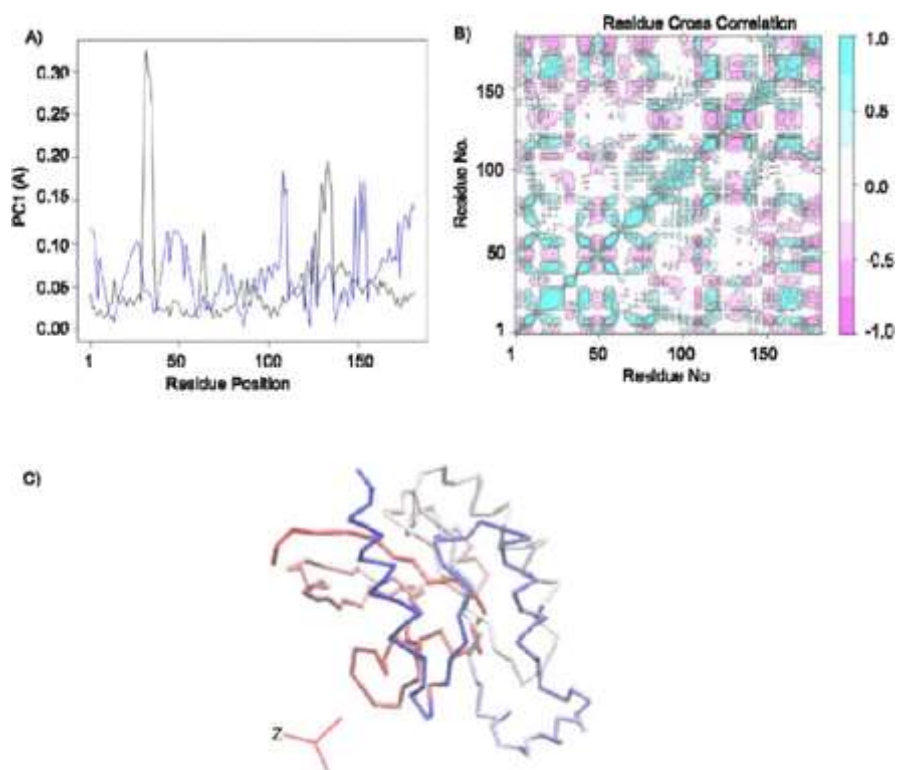 A)
0.30
0.25
0.20
0.15
0.10
0.05
0.00
PC1 (A)
1 50 100 150
Residue Position
B)
Residue Cross Correlation
150
100
50
1
Residue No.
1 50 100 150
Residue No
1.0
0.5
0.0
-0.5
-1.0
C)
Z